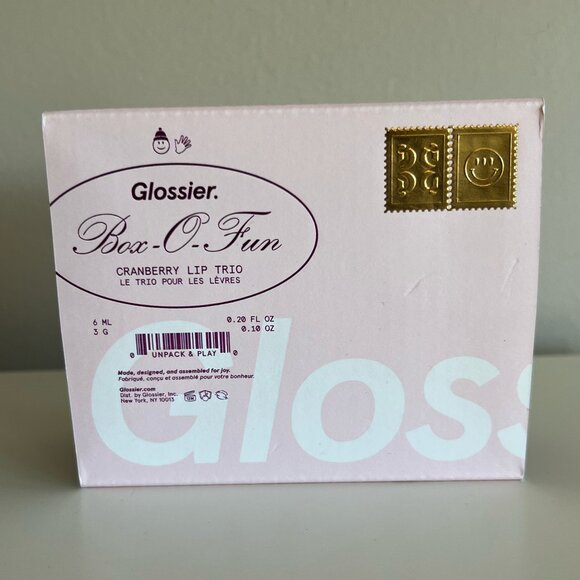 Glossier.
Box-O-Fun
CRANBERRY LIP TRIO
LE TRIO POUR LES LÈVRES
6 ML 0.20 FL OZ
3 G 0.10 OZ
0 UNPACK & PLAY 0
Made, designed, and assembled for joy.
Fabriqué, conçu et assemblé pour votre bonheur.
Glossier.com
Dist. by Glossier, Inc.
New York, NY 10013
Gloss